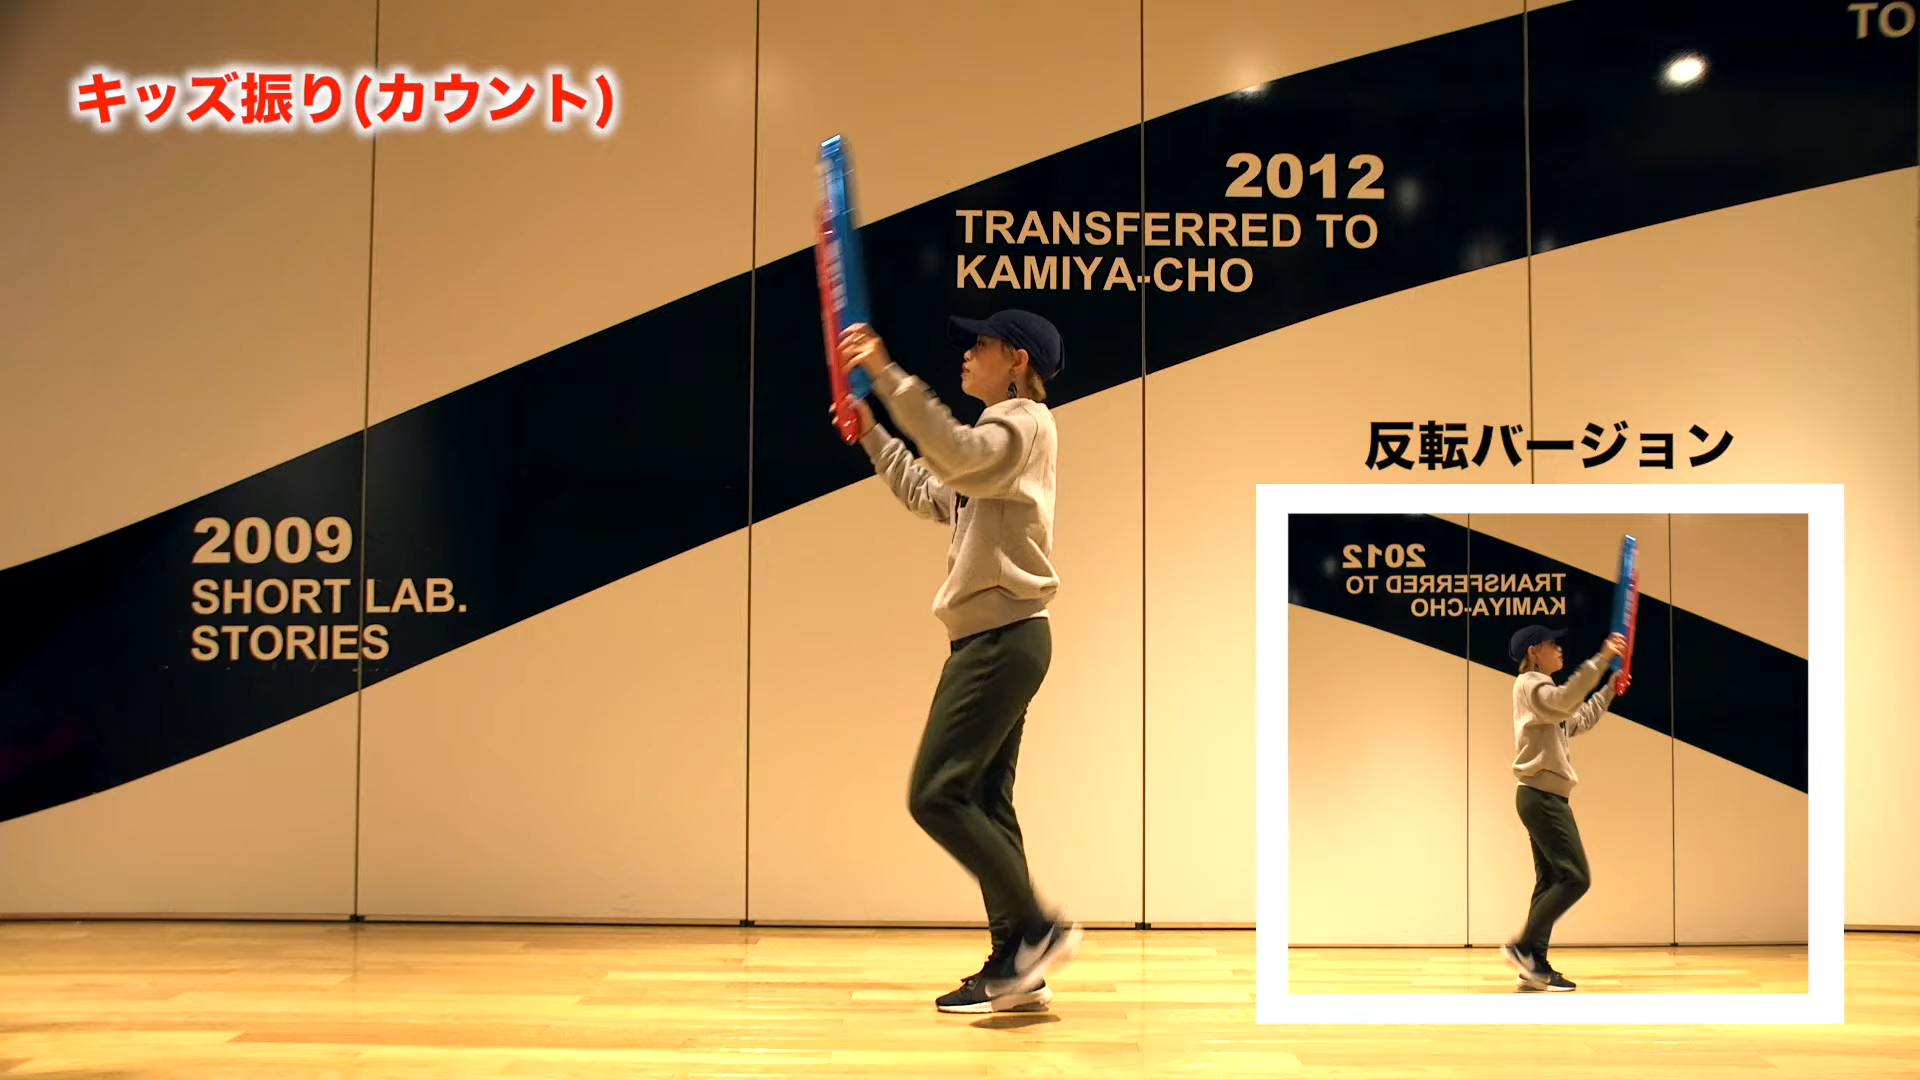 キッズ振り(カウント)
TO
2012
TRANSFERRED TO
KAMIYA-CHO
2009
SHORT LAB.
STORIES
反転バージョン
2012
TRANSFERRED TO
KAMIYA-CHO